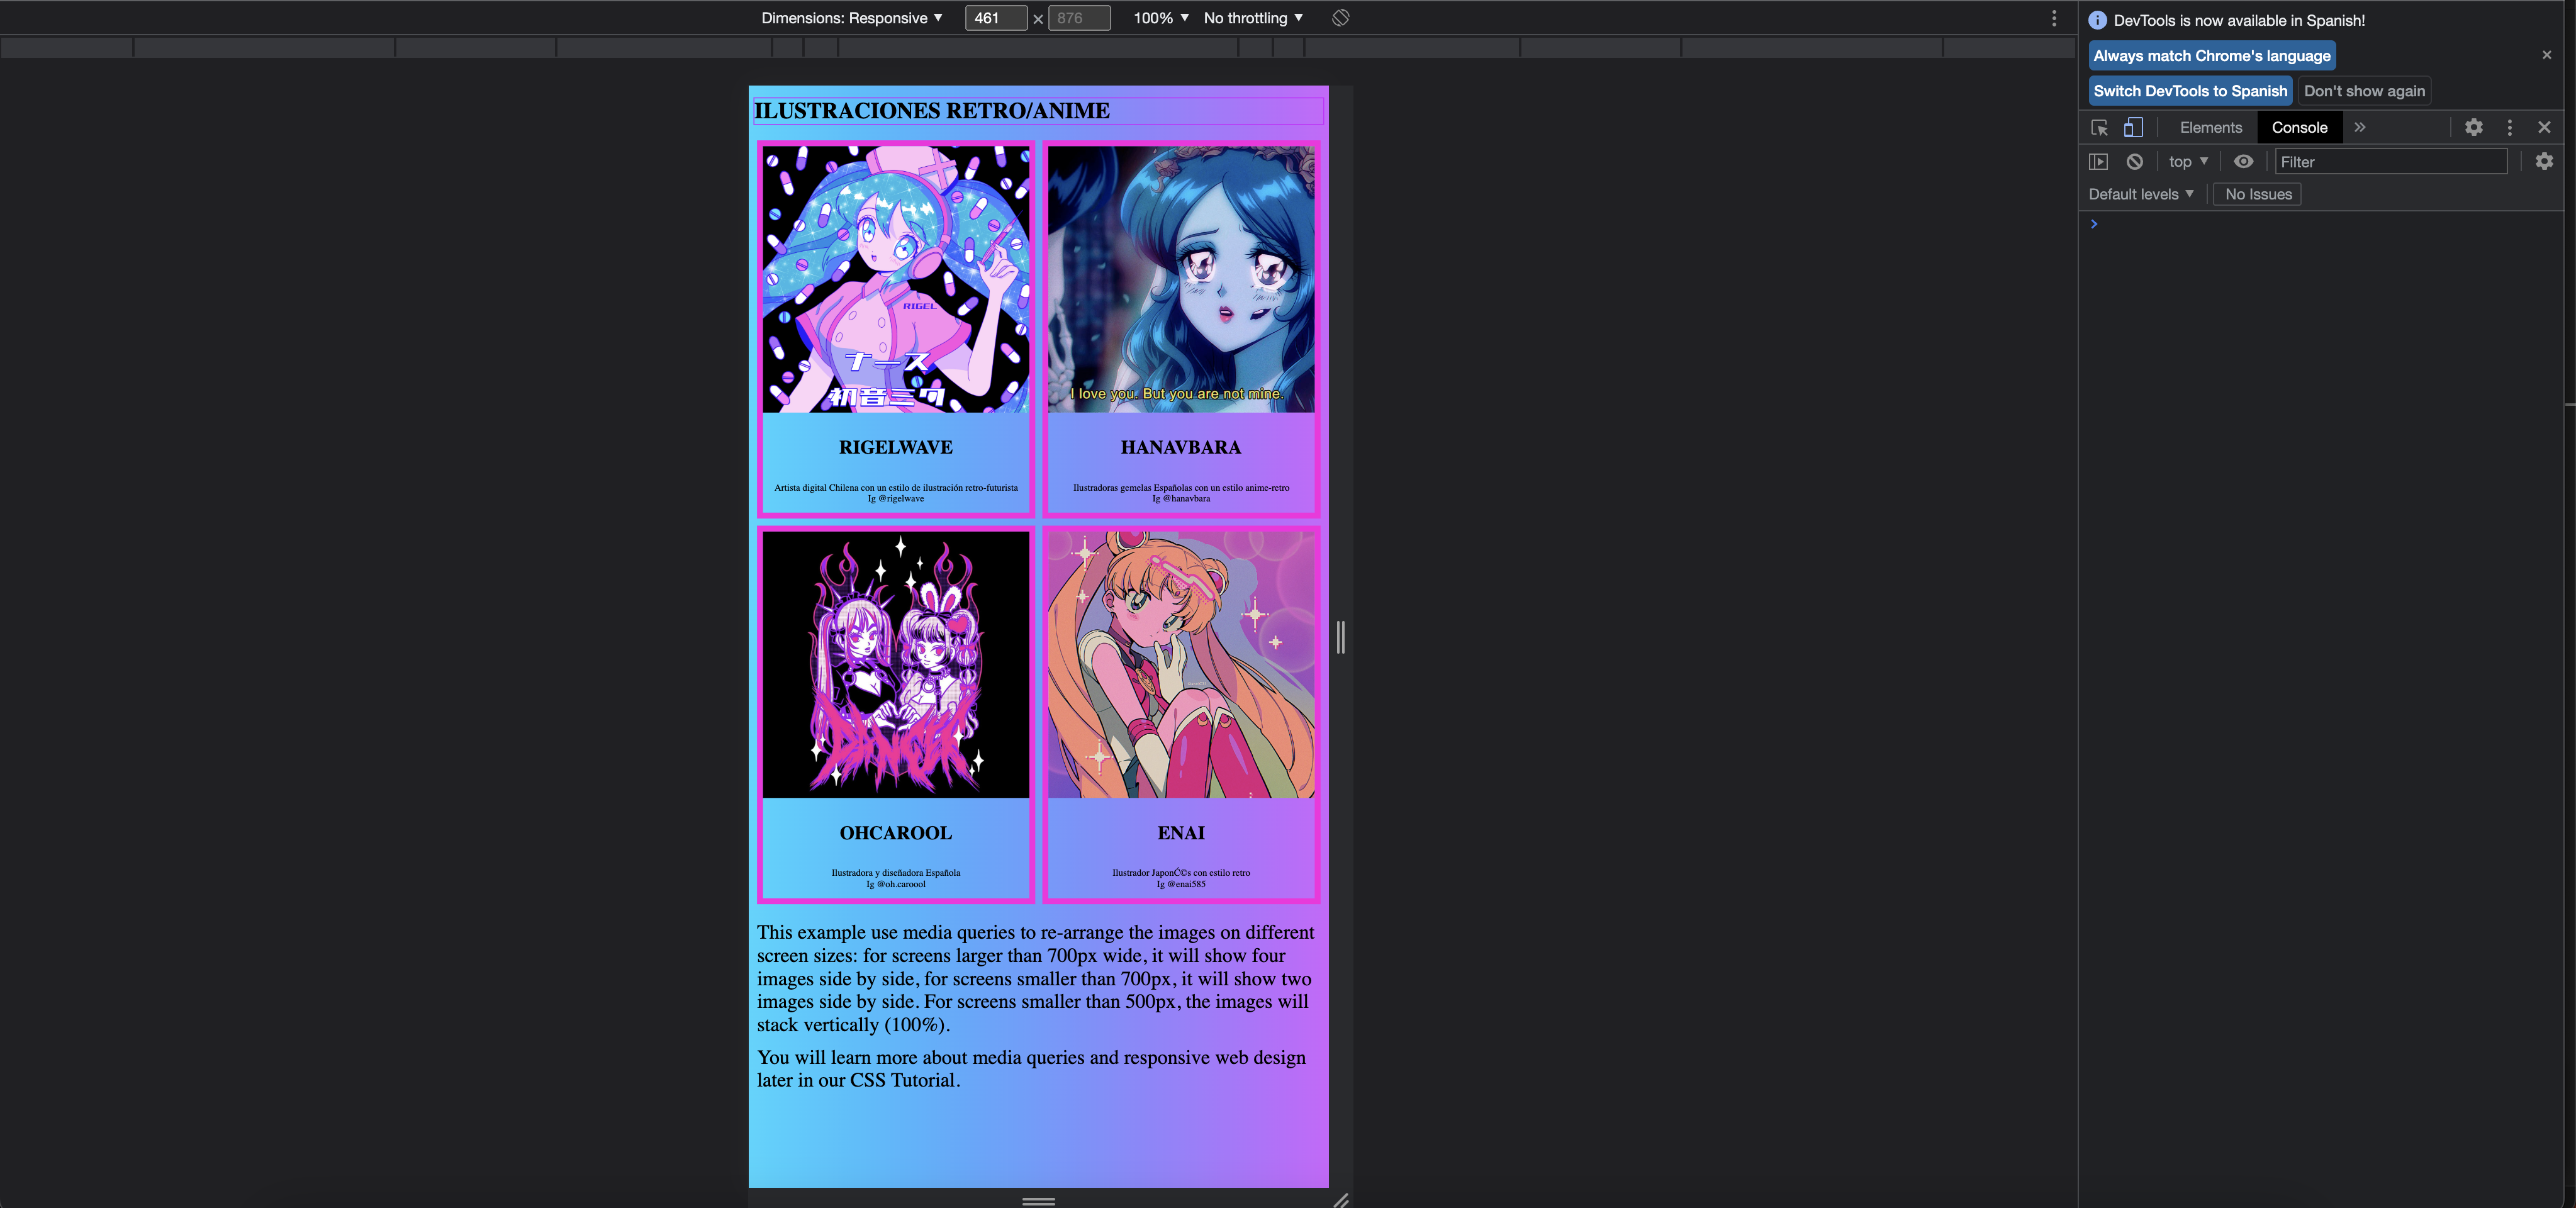 Dimensions: Responsive ▼ 461 × 876 100% ▼ No throttling ▼
DevTools is now available in Spanish!
Always match Chrome's language
Switch DevTools to Spanish Don't show again
Elements Console »
top ▼ Filter
Default levels ▼ No Issues
ILUSTRACIONES RETRO/ANIME
RIGEL
ナース
初音ミク
I love you. But you are not mine.
RIGELWAVE
Artista digital Chilena con un estilo de ilustración retro-futurista
Ig @rigelwave
HANAVBARA
Ilustradoras gemelas Españolas con un estilo anime-retro
Ig @hanavbara
DANGER
OHCAROOL
Ilustradora y diseñadora Española
Ig @oh.caroool
ENAI
Ilustrador JaponĆ©s con estilo retro
Ig @enai585
This example use media queries to re-arrange the images on different
screen sizes: for screens larger than 700px wide, it will show four
images side by side, for screens smaller than 700px, it will show two
images side by side. For screens smaller than 500px, the images will
stack vertically (100%).
You will learn more about media queries and responsive web design
later in our CSS Tutorial.